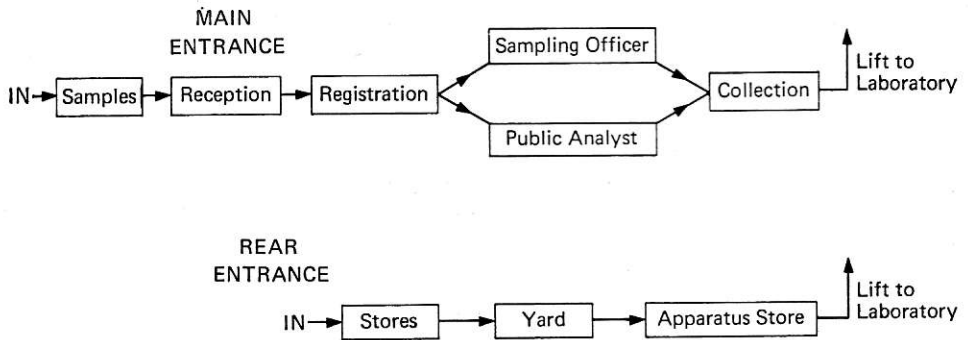 MAIN
ENTRANCE
IN
Samples
Reception
Registration
Sampling Officer
Public Analyst
Collection
Lift to
Laboratory
REAR
ENTRANCE
IN
Stores
Yard
Apparatus Store
Lift to
Laboratory